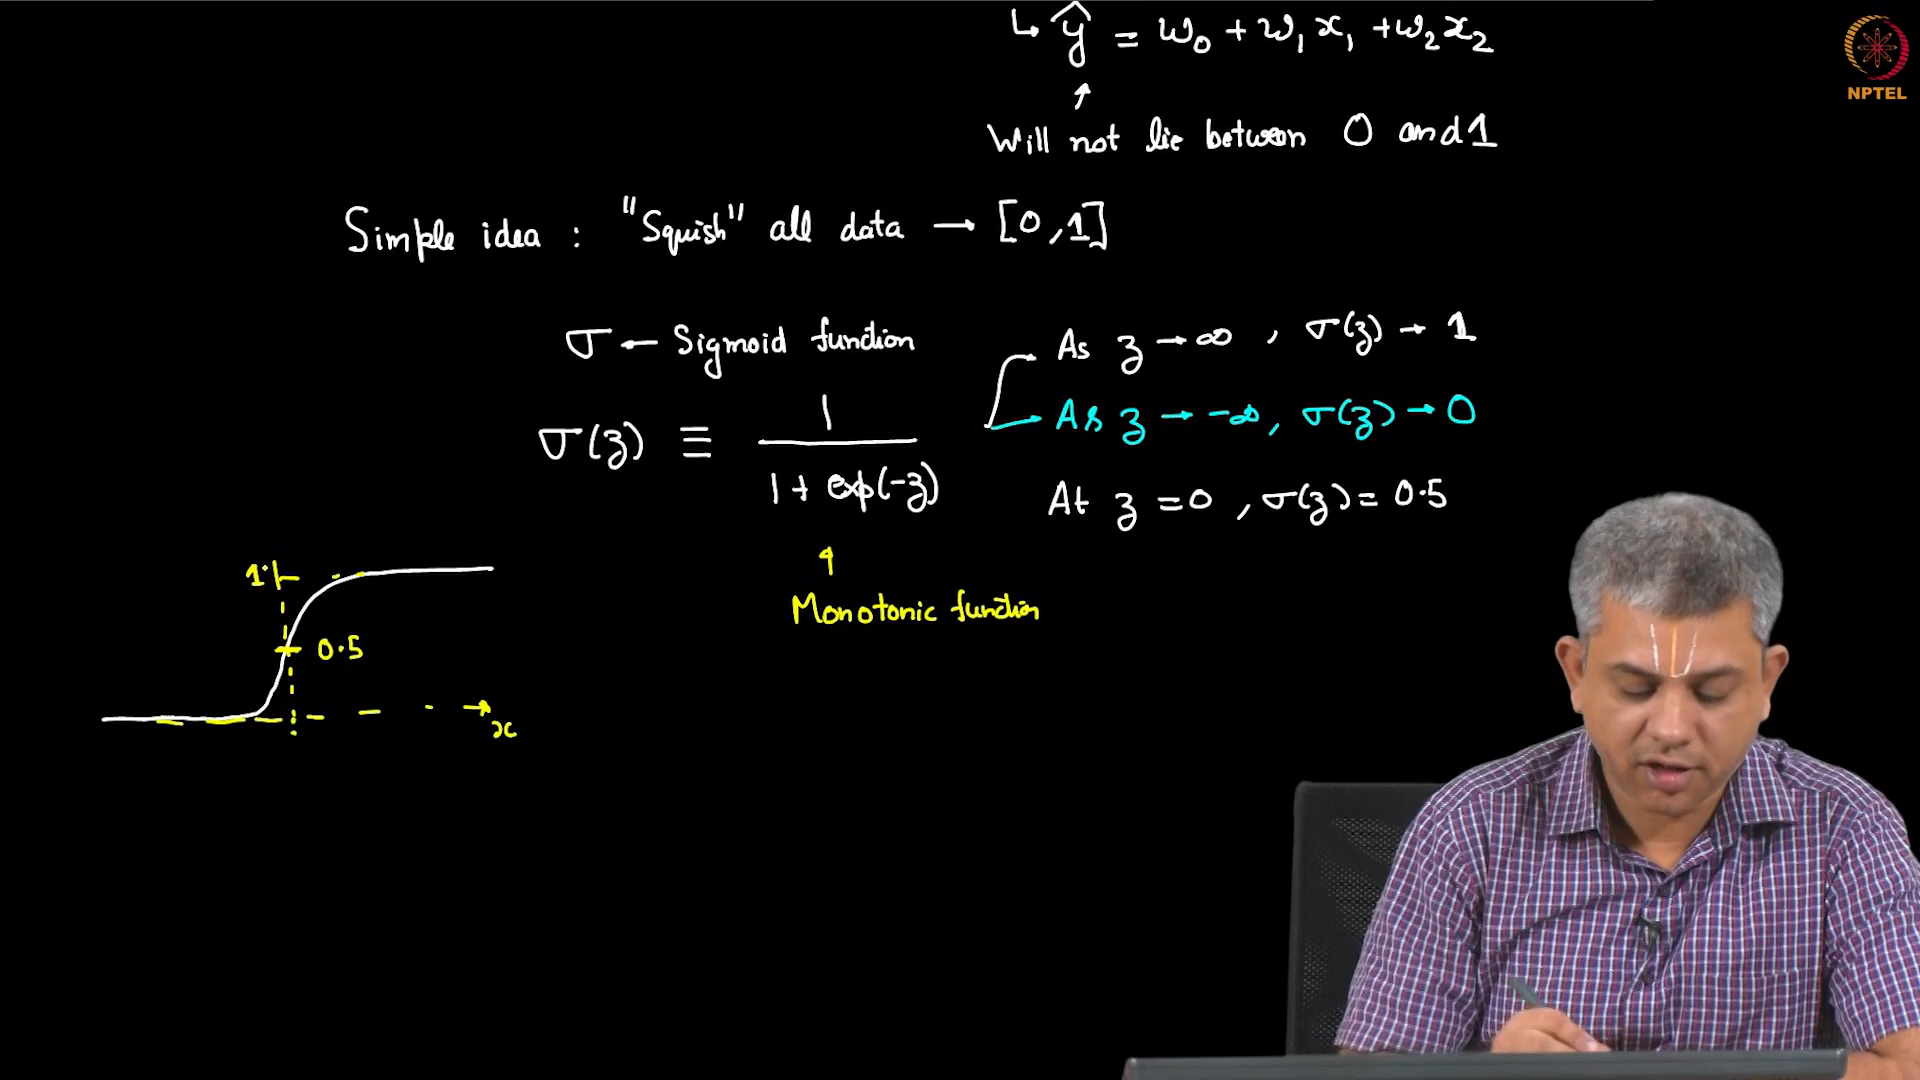 ↳ ŷ = w₀ + w₁x₁ + w₂x₂
NPTEL
Will not lie between 0 and 1
Simple idea : "Squish" all data → [0,1]
σ ← Sigmoid function
As z → ∞ , σ(z) → 1
As z → -∞, σ(z) → 0
σ(z) ≡ 1 / 1 + exp(-z)
At z = 0 , σ(z) = 0.5
Monotonic function
1
0.5
x